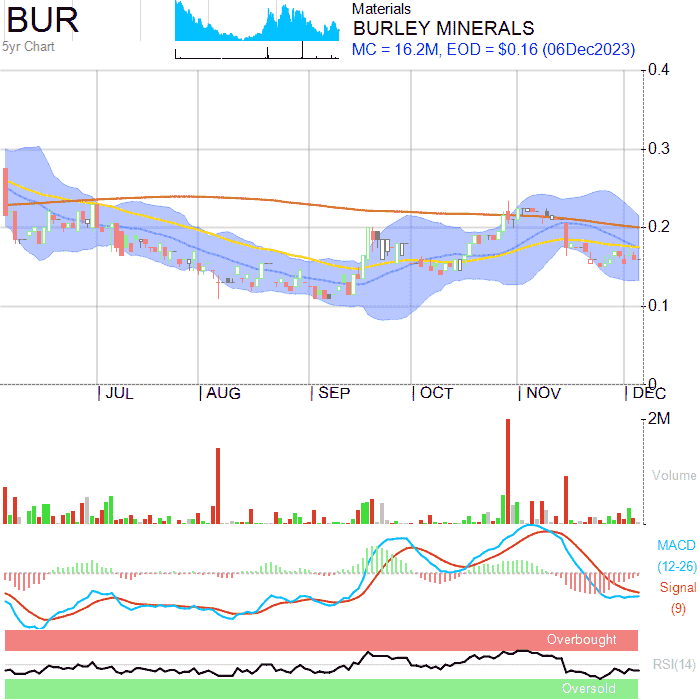 BUR
5yr Chart
Materials
BURLEY MINERALS
MC = 16.2M, EOD = $0.16 (06Dec2023)
0.4
0.3
0.2
0.1
0
JUL AUG SEP OCT NOV DEC
2M
Volume
MACD
(12-26)
Signal
(9)
Overbought
RSI(14)
Oversold